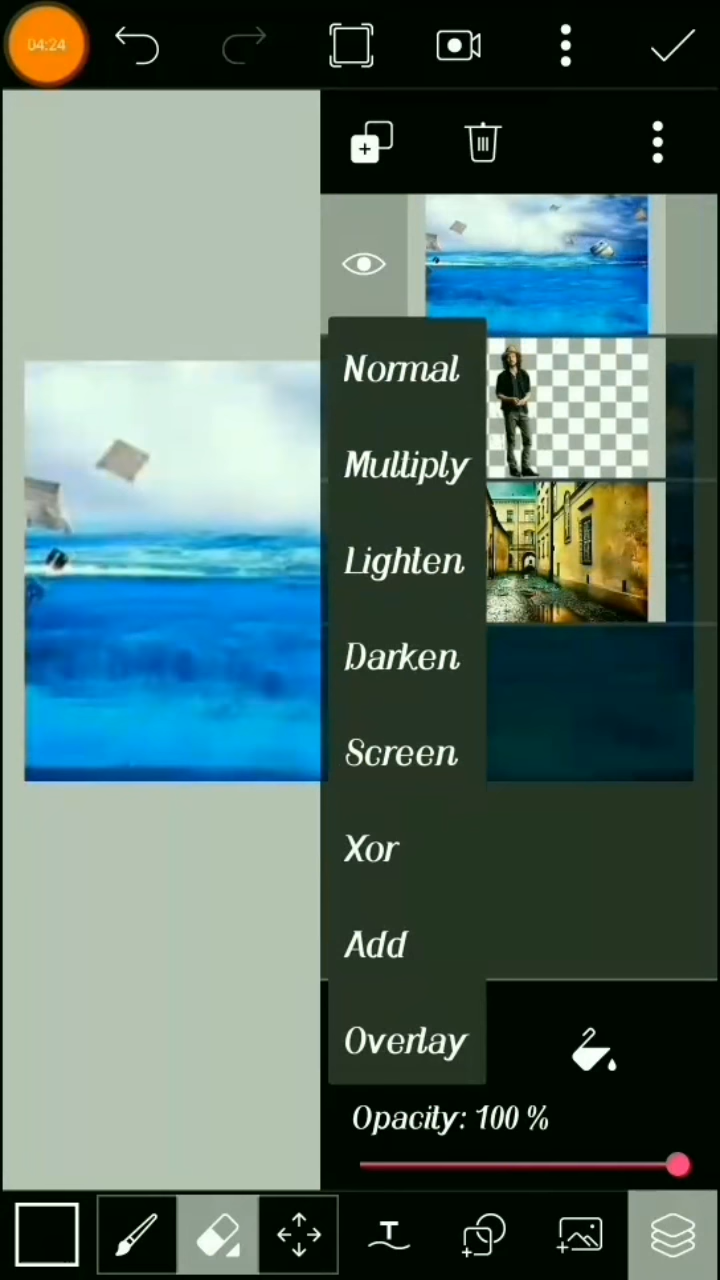 04:24
Normal
Multiply
Lighten
Darken
Screen
Xor
Add
Overlay
Opacity: 100 %
T